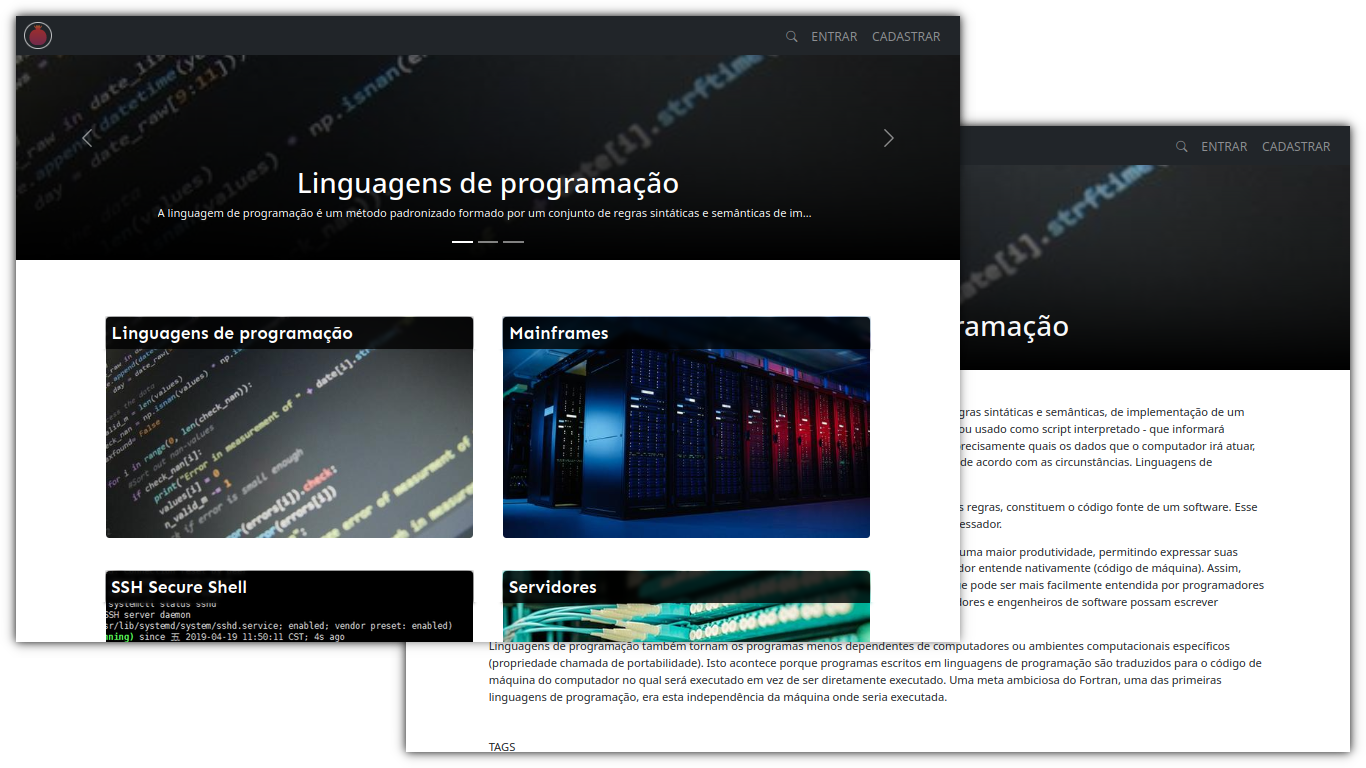 ENTRAR CADASTRAR
Linguagens de programação
A linguagem de programação é um método padronizado formado por um conjunto de regras sintáticas e semânticas de im...
Linguagens de programação
Mainframes
SSH Secure Shell
Servidores
systemctl status sshd
SSH server daemon
sr/lib/systemd/system/sshd.service; enabled; vendor preset: enabled)
nning) since 五 2019-04-19 11:50:11 CST; 4s ago
ENTRAR CADASTRAR
ramação
gras sintáticas e semânticas, de implementação de um
ou usado como script interpretado - que informará
precisamente quais os dados que o computador irá atuar,
de acordo com as circunstâncias. Linguagens de
s regras, constituem o código fonte de um software. Esse
essador.
uma maior produtividade, permitindo expressar suas
dor entende nativamente (código de máquina). Assim,
ue pode ser mais facilmente entendida por programadores
dores e engenheiros de software possam escrever
Linguagens de programação também tornam os programas menos dependentes de computadores ou ambientes computacionais específicos
(propriedade chamada de portabilidade). Isto acontece porque programas escritos em linguagens de programação são traduzidos para o código de
máquina do computador no qual será executado em vez de ser diretamente executado. Uma meta ambiciosa do Fortran, uma das primeiras
linguagens de programação, era esta independência da máquina onde seria executada.
TAGS